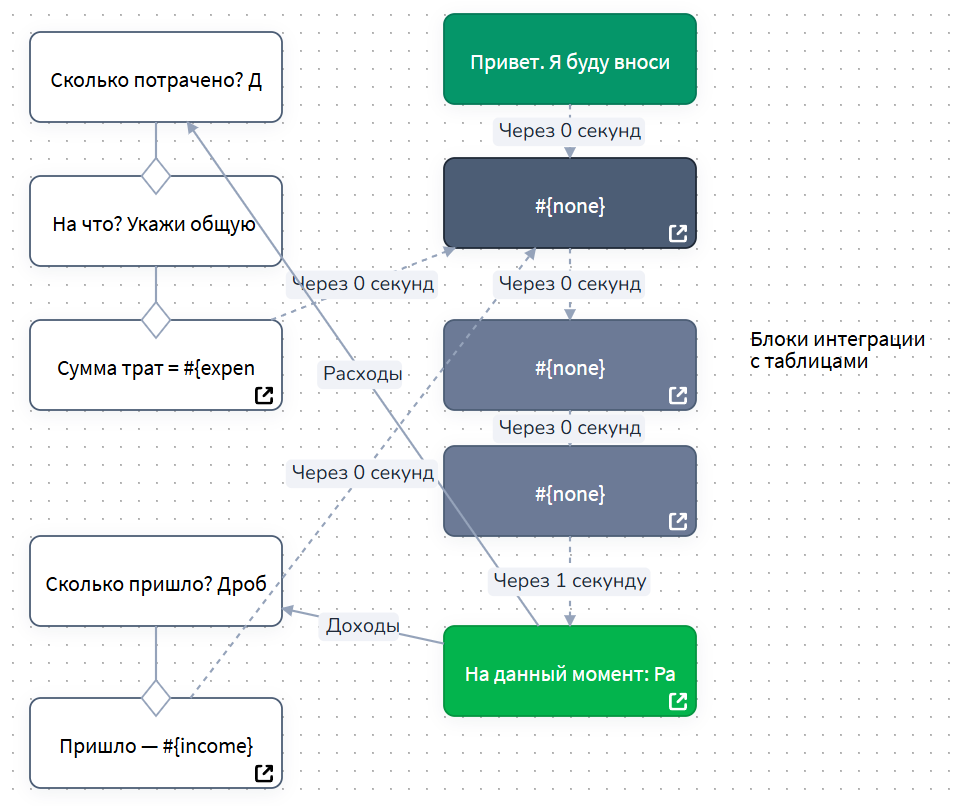 Сколько потрачено? Д
На что? Укажи общую
Через 0 секунд
Сумма трат = #{expen
Расходы
Через 0 секунд
Сколько пришло? Дроб
Доходы
Пришло — #{income}
Привет. Я буду вноси
Через 0 секунд
#{none}
Через 0 секунд
#{none}
Через 0 секунд
#{none}
Через 1 секунду
На данный момент: Ра
Блоки интеграции
с таблицами